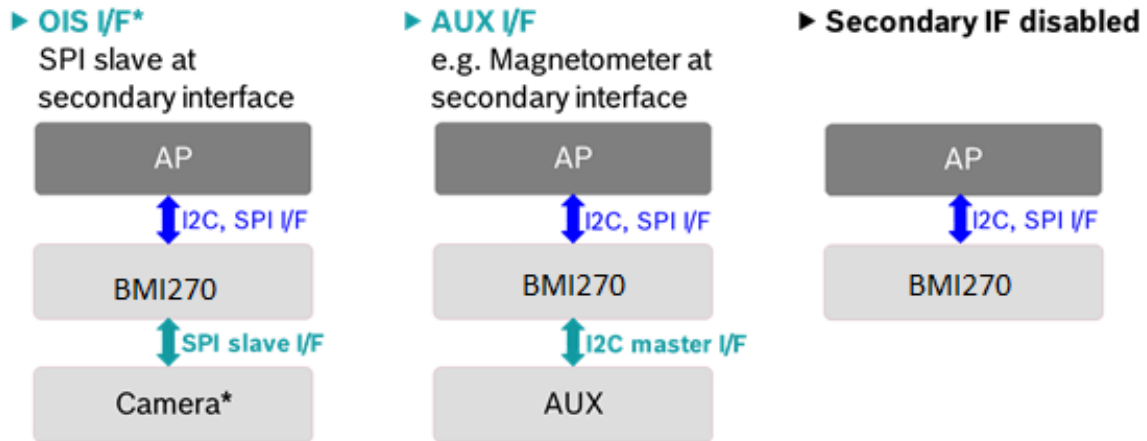 ► OIS I/F*
SPI slave at
secondary interface
AP
I2C, SPI I/F
BMI270
SPI slave I/F
Camera*
► AUX I/F
e.g. Magnetometer at
secondary interface
AP
I2C, SPI I/F
BMI270
I2C master I/F
AUX
► Secondary IF disabled
AP
I2C, SPI I/F
BMI270